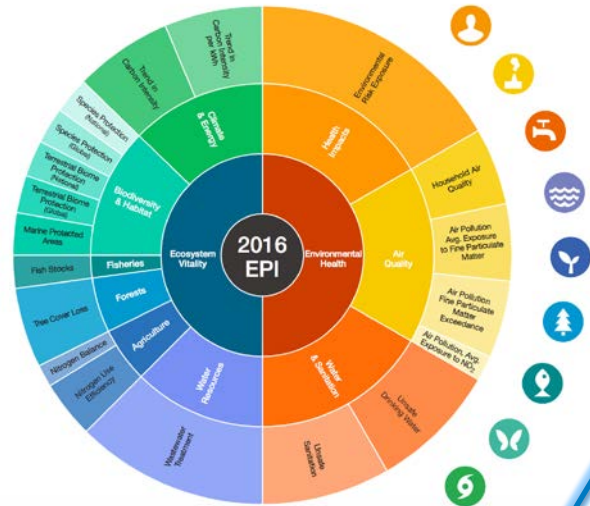 2016
EPI
Environmental
Health
Health
Impacts
Environmental
Risk Exposure
Air
Quality
Household Air
Quality
Air Pollution
Avg. Exposure
to Fine Particulate
Matter
Air Pollution
Fine Particulate
Matter
Exceedance
Air Pollution, Avg.
Exposure to NO₂
Water
& Sanitation
Unsafe
Drinking Water
Unsafe
Sanitation
Ecosystem
Vitality
Water
Resources
Wastewater
Treatment
Agriculture
Nitrogen Use
Efficiency
Nitrogen Balance
Forests
Tree Cover Loss
Fisheries
Fish Stocks
Biodiversity
& Habitat
Marine Protected
Areas
Terrestrial Biome
Protection
(Global)
Terrestrial Biome
Protection
(National)
Species Protection
(Global)
Species Protection
(National)
Climate
& Energy
Trend in
Carbon Intensity
Trend in
Carbon Intensity
per kWh